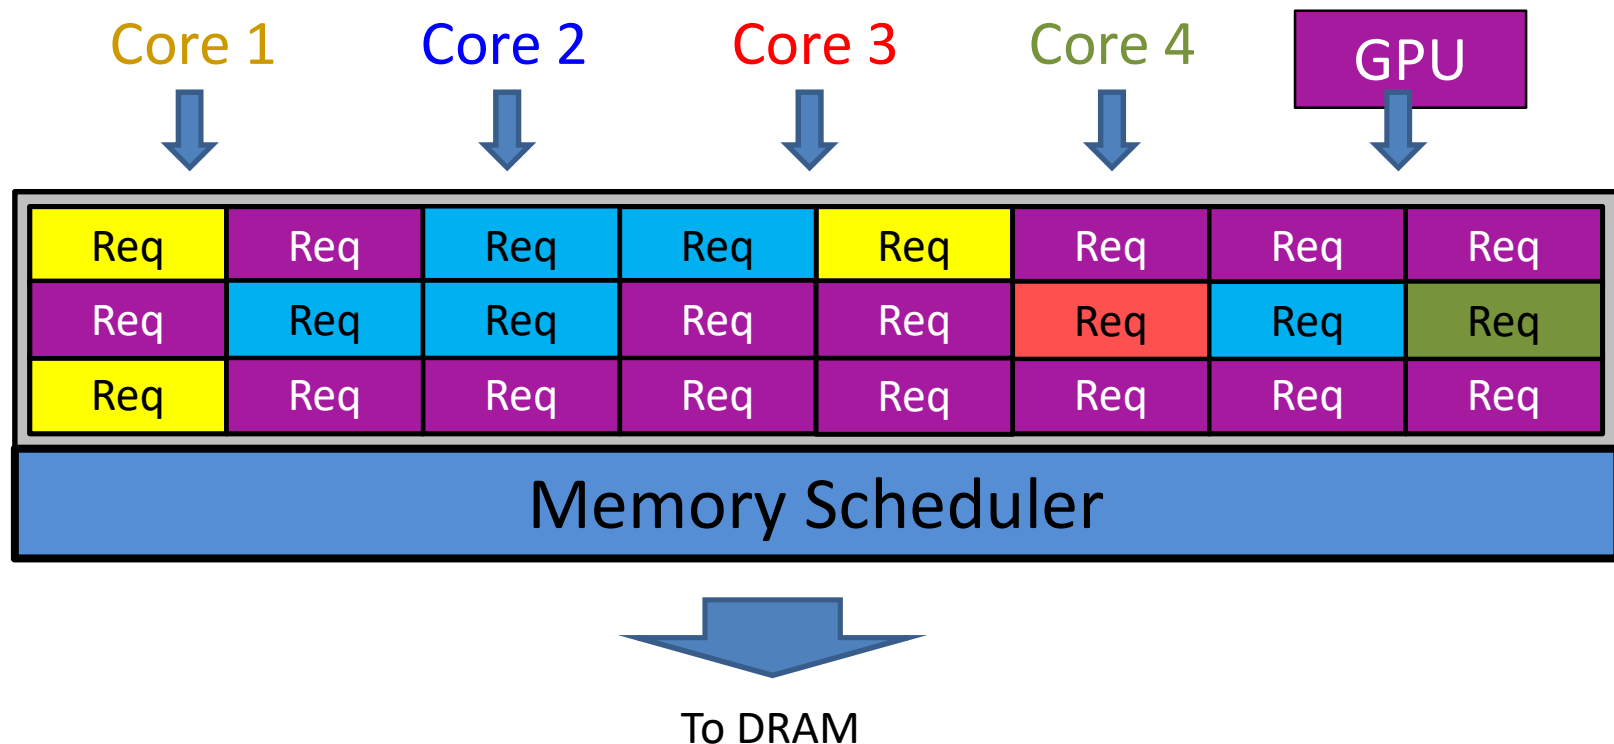 Core 1 Core 2 Core 3 Core 4 GPU
Req Req Req Req Req Req Req Req
Req Req Req Req Req Req Req Req
Req Req Req Req Req Req Req Req
Memory Scheduler
To DRAM